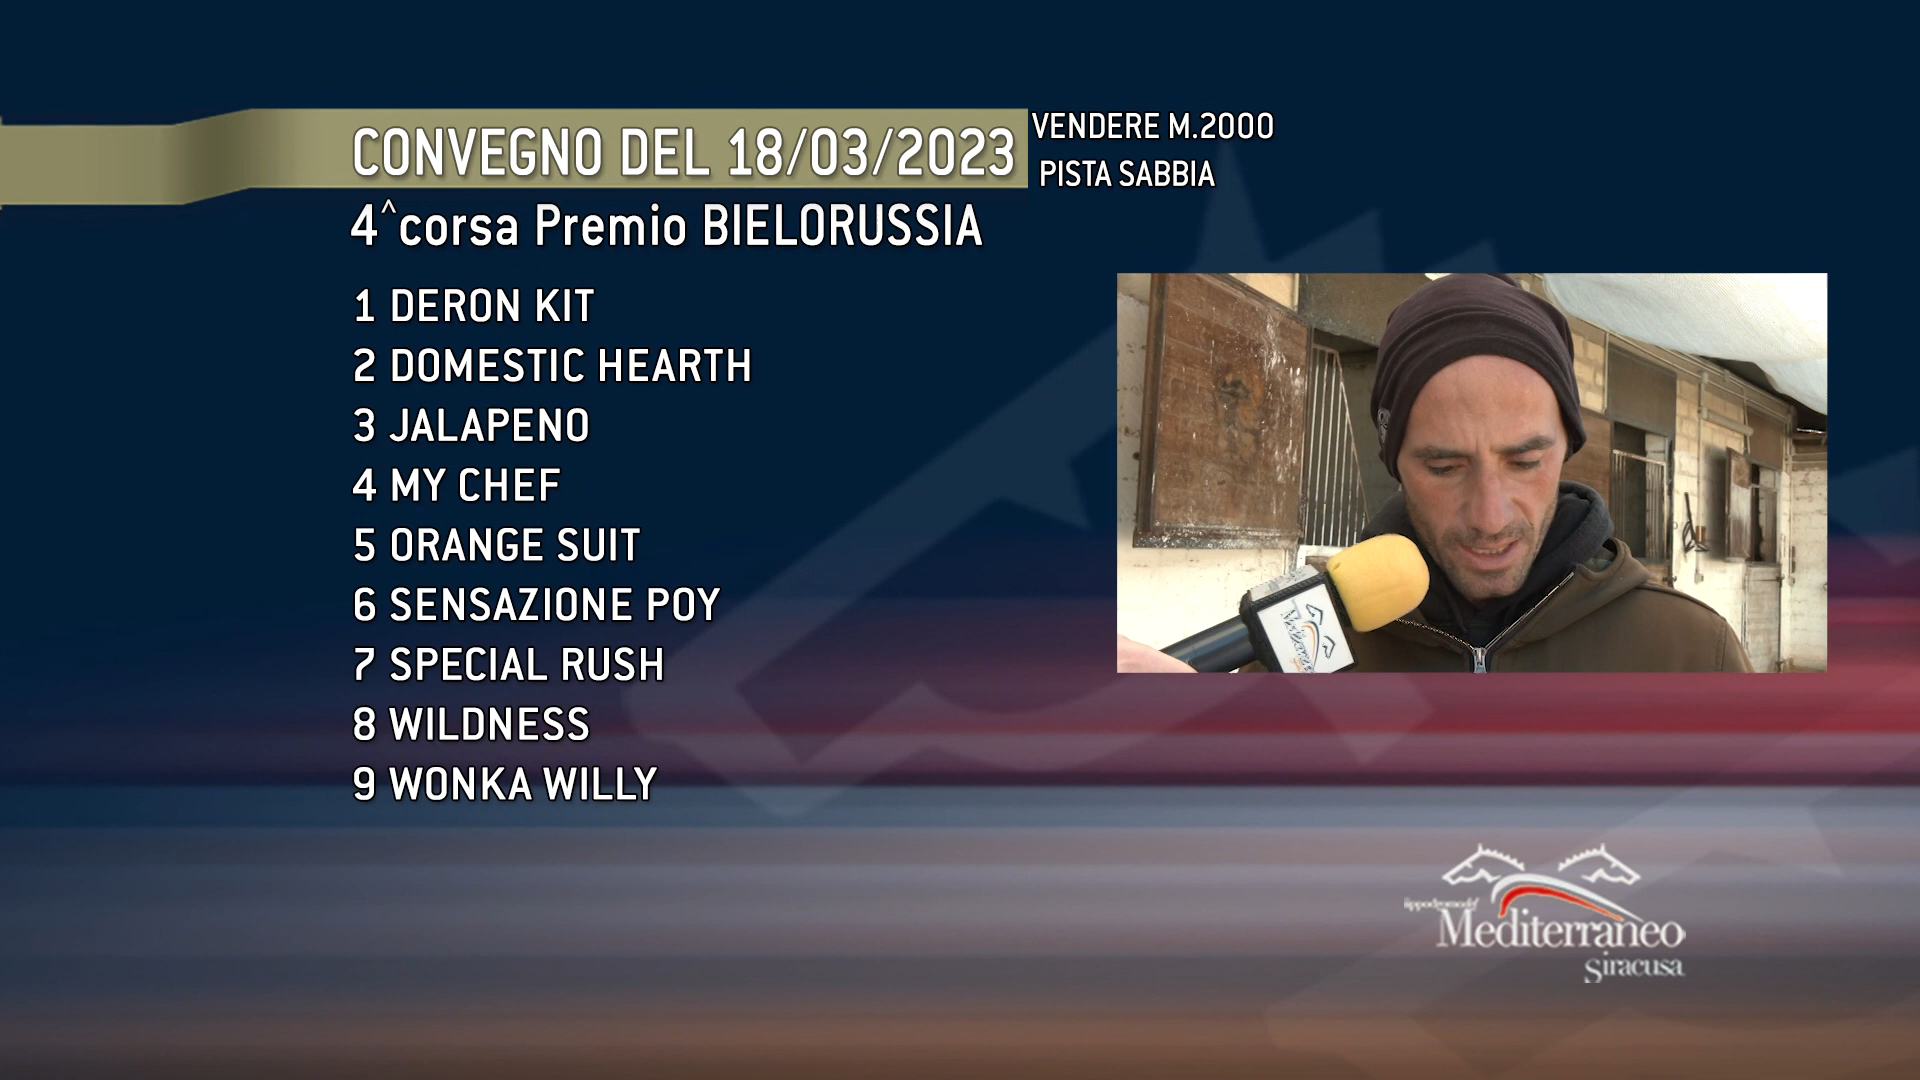 CONVEGNO DEL 18/03/2023
VENDERE M.2000
PISTA SABBIA
4^corsa Premio BIELORUSSIA
1 DERON KIT
2 DOMESTIC HEARTH
3 JALAPENO
4 MY CHEF
5 ORANGE SUIT
6 SENSAZIONE POY
7 SPECIAL RUSH
8 WILDNESS
9 WONKA WILLY
Mediterraneo
Siracusa